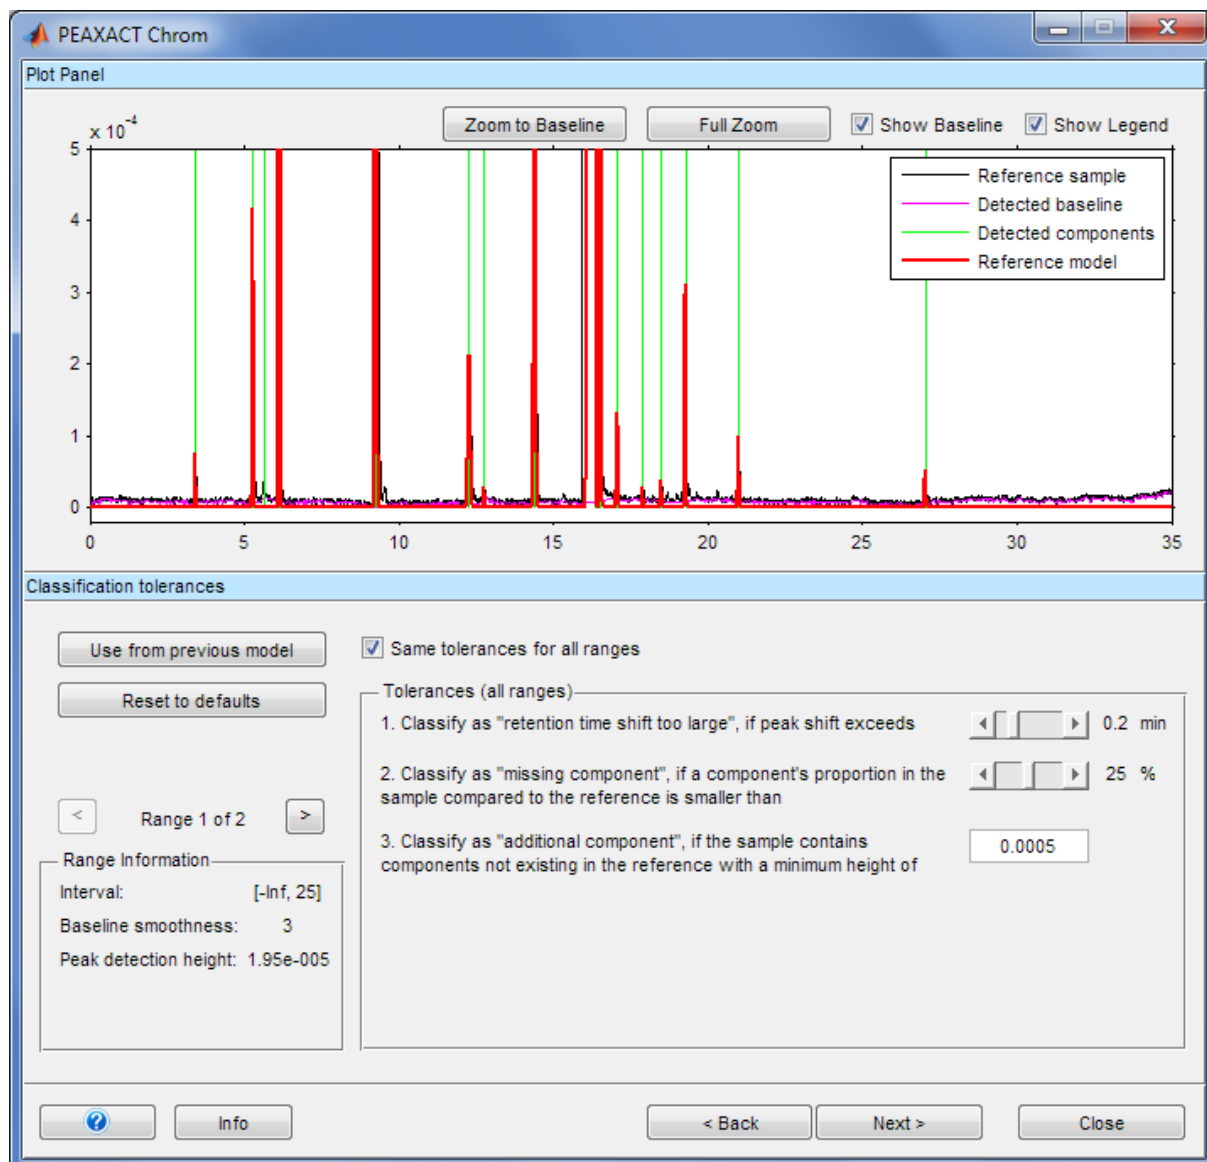 PEAXACT Chrom
Plot Panel
Zoom to Baseline Full Zoom Show Baseline Show Legend
x 10^-4
5
4
3
2
1
0
0 5 10 15 20 25 30 35
Reference sample
Detected baseline
Detected components
Reference model
Classification tolerances
Use from previous model
Reset to defaults
Same tolerances for all ranges
Tolerances (all ranges)
1. Classify as "retention time shift too large", if peak shift exceeds 0.2 min
2. Classify as "missing component", if a component's proportion in the
sample compared to the reference is smaller than
25 %
3. Classify as "additional component", if the sample contains
components not existing in the reference with a minimum height of
0.0005
< Range 1 of 2 >
Range Information
Interval: [-Inf, 25]
Baseline smoothness: 3
Peak detection height: 1.95e-005
? Info < Back Next > Close